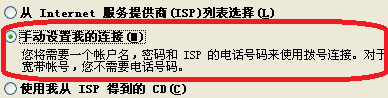 从 Internet 服务提供商(ISP)列表选择(L)
手动设置我的连接(M)
您将需要一个帐户名，密码和 ISP 的电话号码来使用拨号连接。对于
宽带帐号，您不需要电话号码。
使用我从 ISP 得到的 CD(C)